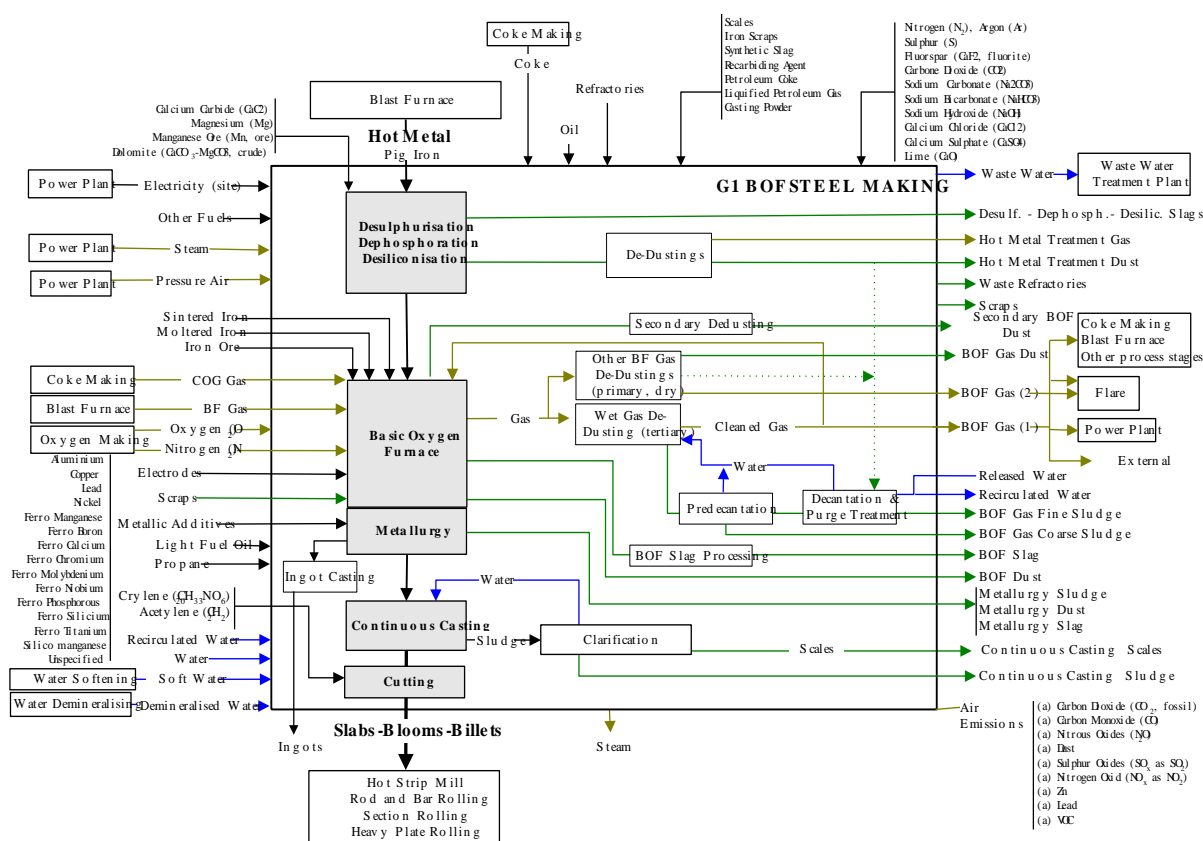 Coke Making
Coke
Refractories
Oil
Scales
Iron Scraps
Synthetic Slag
Recarbiding Agent
Petroleum Coke
Liquified Petroleum Gas
Casting Powder
Nitrogen (N2), Argon (Ar)
Sulphur (S)
Fluorspar (CaF2, fluorite)
Carbone Dioxide (CO2)
Sodium Carbonate (Na2CO3)
Sodium Bicarbonate (NaHCO3)
Sodium Hydroxide (NaOH)
Calcium Chloride (CaCl2)
Calcium Sulphate (CaSO4)
Lime (CaO)
Blast Furnace
Hot Metal
Pig Iron
Calcium Carbide (CaC2)
Magnesium (Mg)
Manganese Ore (Mn, ore)
Dolomite (CaCO3-MgCO3, crude)
G1 BOF STEEL MAKING
Power Plant
Electricity (site)
Other Fuels
Power Plant
Steam
Power Plant
Pressure Air
Desulphurisation
Dephosphoration
Desiliconisation
De-Dustings
Waste Water
Waste Water
Treatment Plant
Desulf. - Dephosph.- Desilic. Slags
Hot Metal Treatment Gas
Hot Metal Treatment Dust
Waste Refractories
Scraps
Sintered Iron
Moltered Iron
Iron Ore
Secondary Dedusting
Secondary BOF
Dust
Coke Making
Blast Furnace
Other process stages
Coke Making
COG Gas
Blast Furnace
BF Gas
Oxygen Making
Oxygen (O2)
Nitrogen (N2)
Basic Oxygen
Furnace
Gas
Other BF Gas
De-Dustings
(primary, dry)
BOF Gas Dust
BOF Gas (2)
Flare
Wet Gas De-
Dusting (tertiary)
Cleaned Gas
BOF Gas (1)
Power Plant
External
Aluminium
Copper
Lead
Nickel
Ferro Manganese
Ferro Boron
Ferro Calcium
Ferro Chromium
Ferro Molybdenium
Ferro Niobium
Ferro Phosphorous
Ferro Silicium
Ferro Titanium
Silico manganese
Unspecified
Electrodes
Scraps
Metallic Additives
Light Fuel Oil
Propane
Water
Predecantation
Decantation &
Purge Treatment
Released Water
Recirculated Water
BOF Gas Fine Sludge
BOF Gas Coarse Sludge
Metallurgy
Ingot Casting
BOF Slag Processing
BOF Slag
BOF Dust
Metallurgy Sludge
Metallurgy Dust
Metallurgy Slag
Crylene (C20H33NO6)
Acetylene (C2H2)
Water
Continuous Casting
Sludge
Clarification
Scales
Continuous Casting Scales
Continuous Casting Sludge
Recirculated Water
Water
Water Softening
Soft Water
Water Demineralising
Demineralised Water
Cutting
Slabs-Blooms-Billets
Ingots
Steam
Air
Emissions
(a) Carbon Dioxide (CO2, fossil)
(a) Carbon Monoxide (CO)
(a) Nitrous Oxides (N2O)
(a) Dust
(a) Sulphur Oxides (SOx as SO2)
(a) Nitrogen Oxid (NOx as NO2)
(a) Zn
(a) Lead
(a) VOC
Hot Strip Mill
Rod and Bar Rolling
Section Rolling
Heavy Plate Rolling